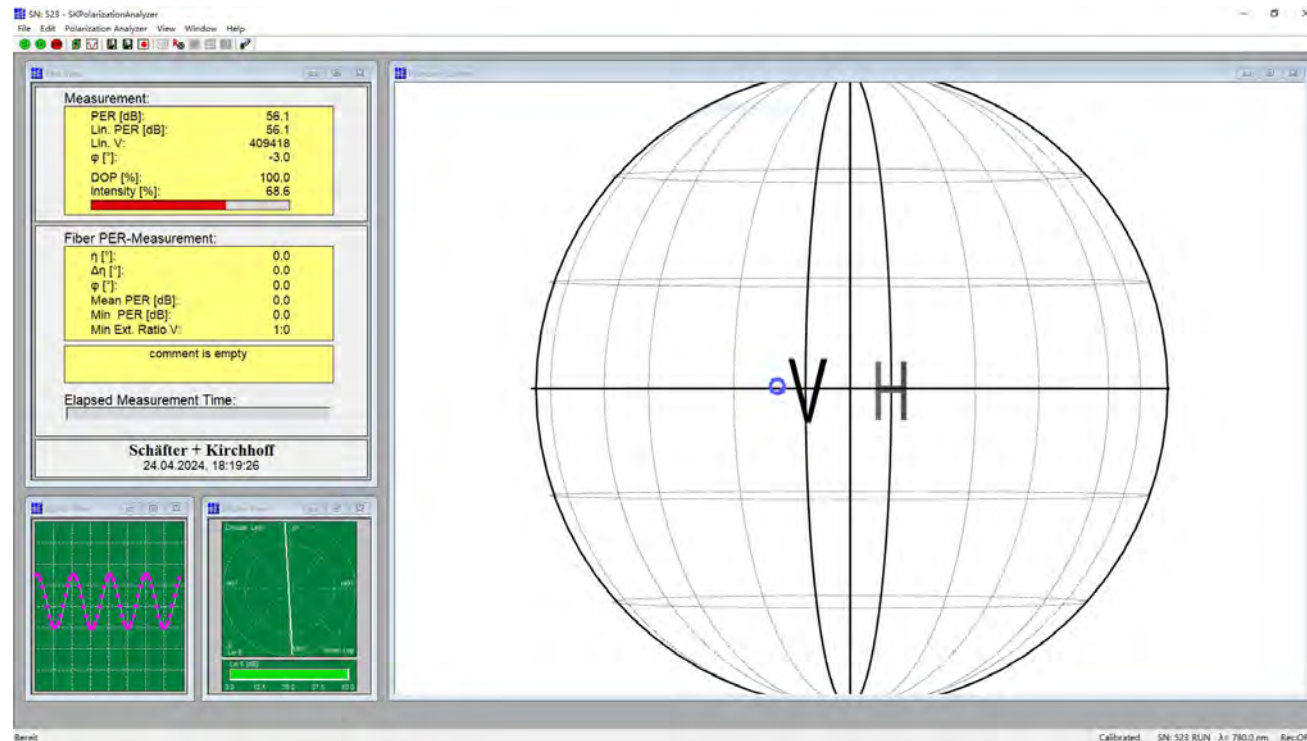 SN: 523 - SKPolarizationAnalyzer
File Edit Polarization Analyzer View Window Help
Measurement:
PER [dB]: 56.1
Lin. PER [dB]: 56.1
Lin. V: 409418
φ [°]: -3.0
DOP [%]: 100.0
Intensity [%]: 68.6
Fiber PER-Measurement:
η [°]: 0.0
Δη [°]: 0.0
φ [°]: 0.0
Mean PER [dB]: 0.0
Min PER [dB]: 0.0
Min Ext. Ratio V: 1:0
comment is empty
Elapsed Measurement Time:
Schäfter + Kirchhoff
24.04.2024, 18:19:26
V H
Bereit
Calibrated SN: 523 RUN λ= 780.0 nm